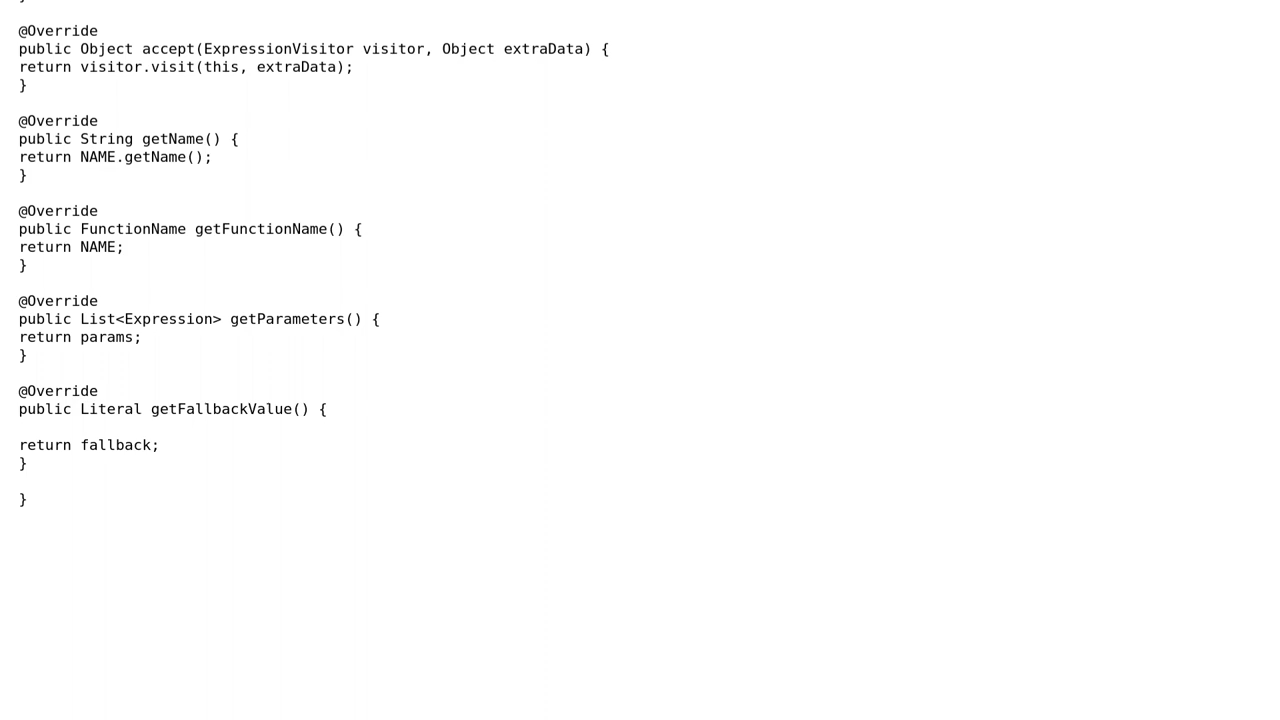 }
@Override
public Object accept(ExpressionVisitor visitor, Object extraData) {
return visitor.visit(this, extraData);
}
@Override
public String getName() {
return NAME.getName();
}
@Override
public FunctionName getFunctionName() {
return NAME;
}
@Override
public List<Expression> getParameters() {
return params;
}
@Override
public Literal getFallbackValue() {
return fallback;
}
}